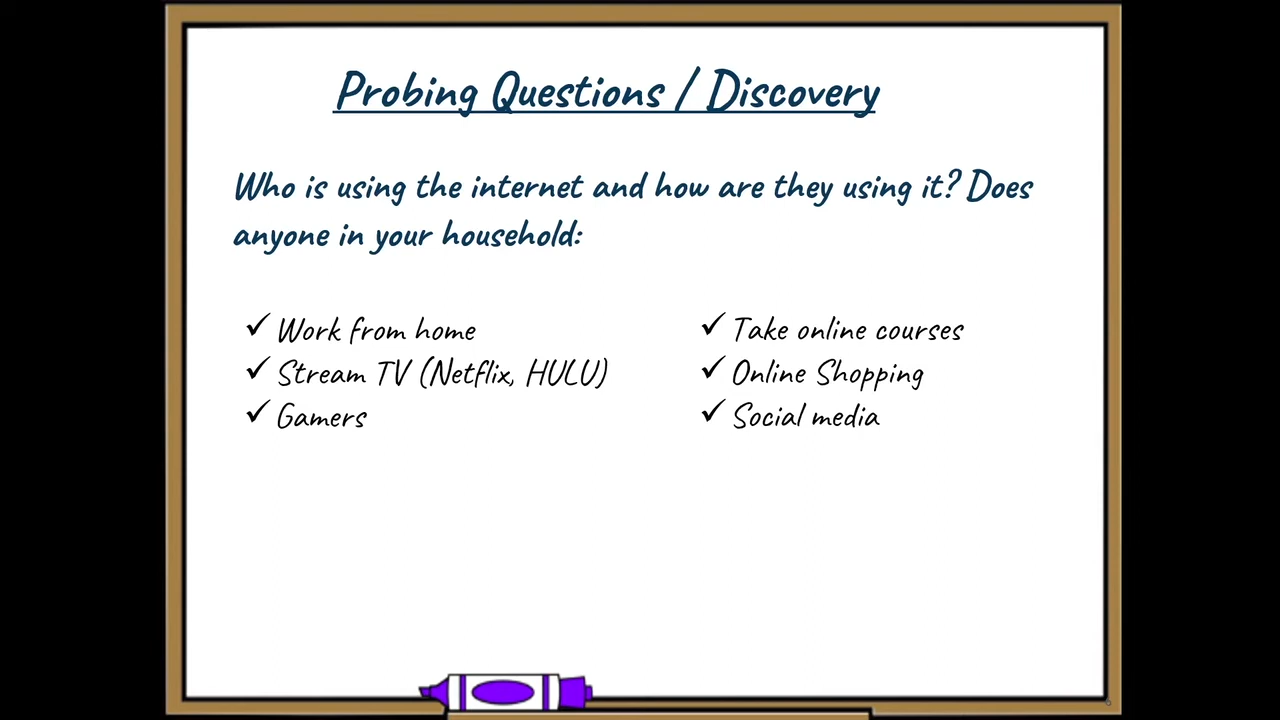 Probing Questions / Discovery
Who is using the internet and how are they using it? Does
anyone in your household:
✓ Work from home
✓ Stream TV (Netflix, HULU)
✓ Gamers
✓ Take online courses
✓ Online Shopping
✓ Social media